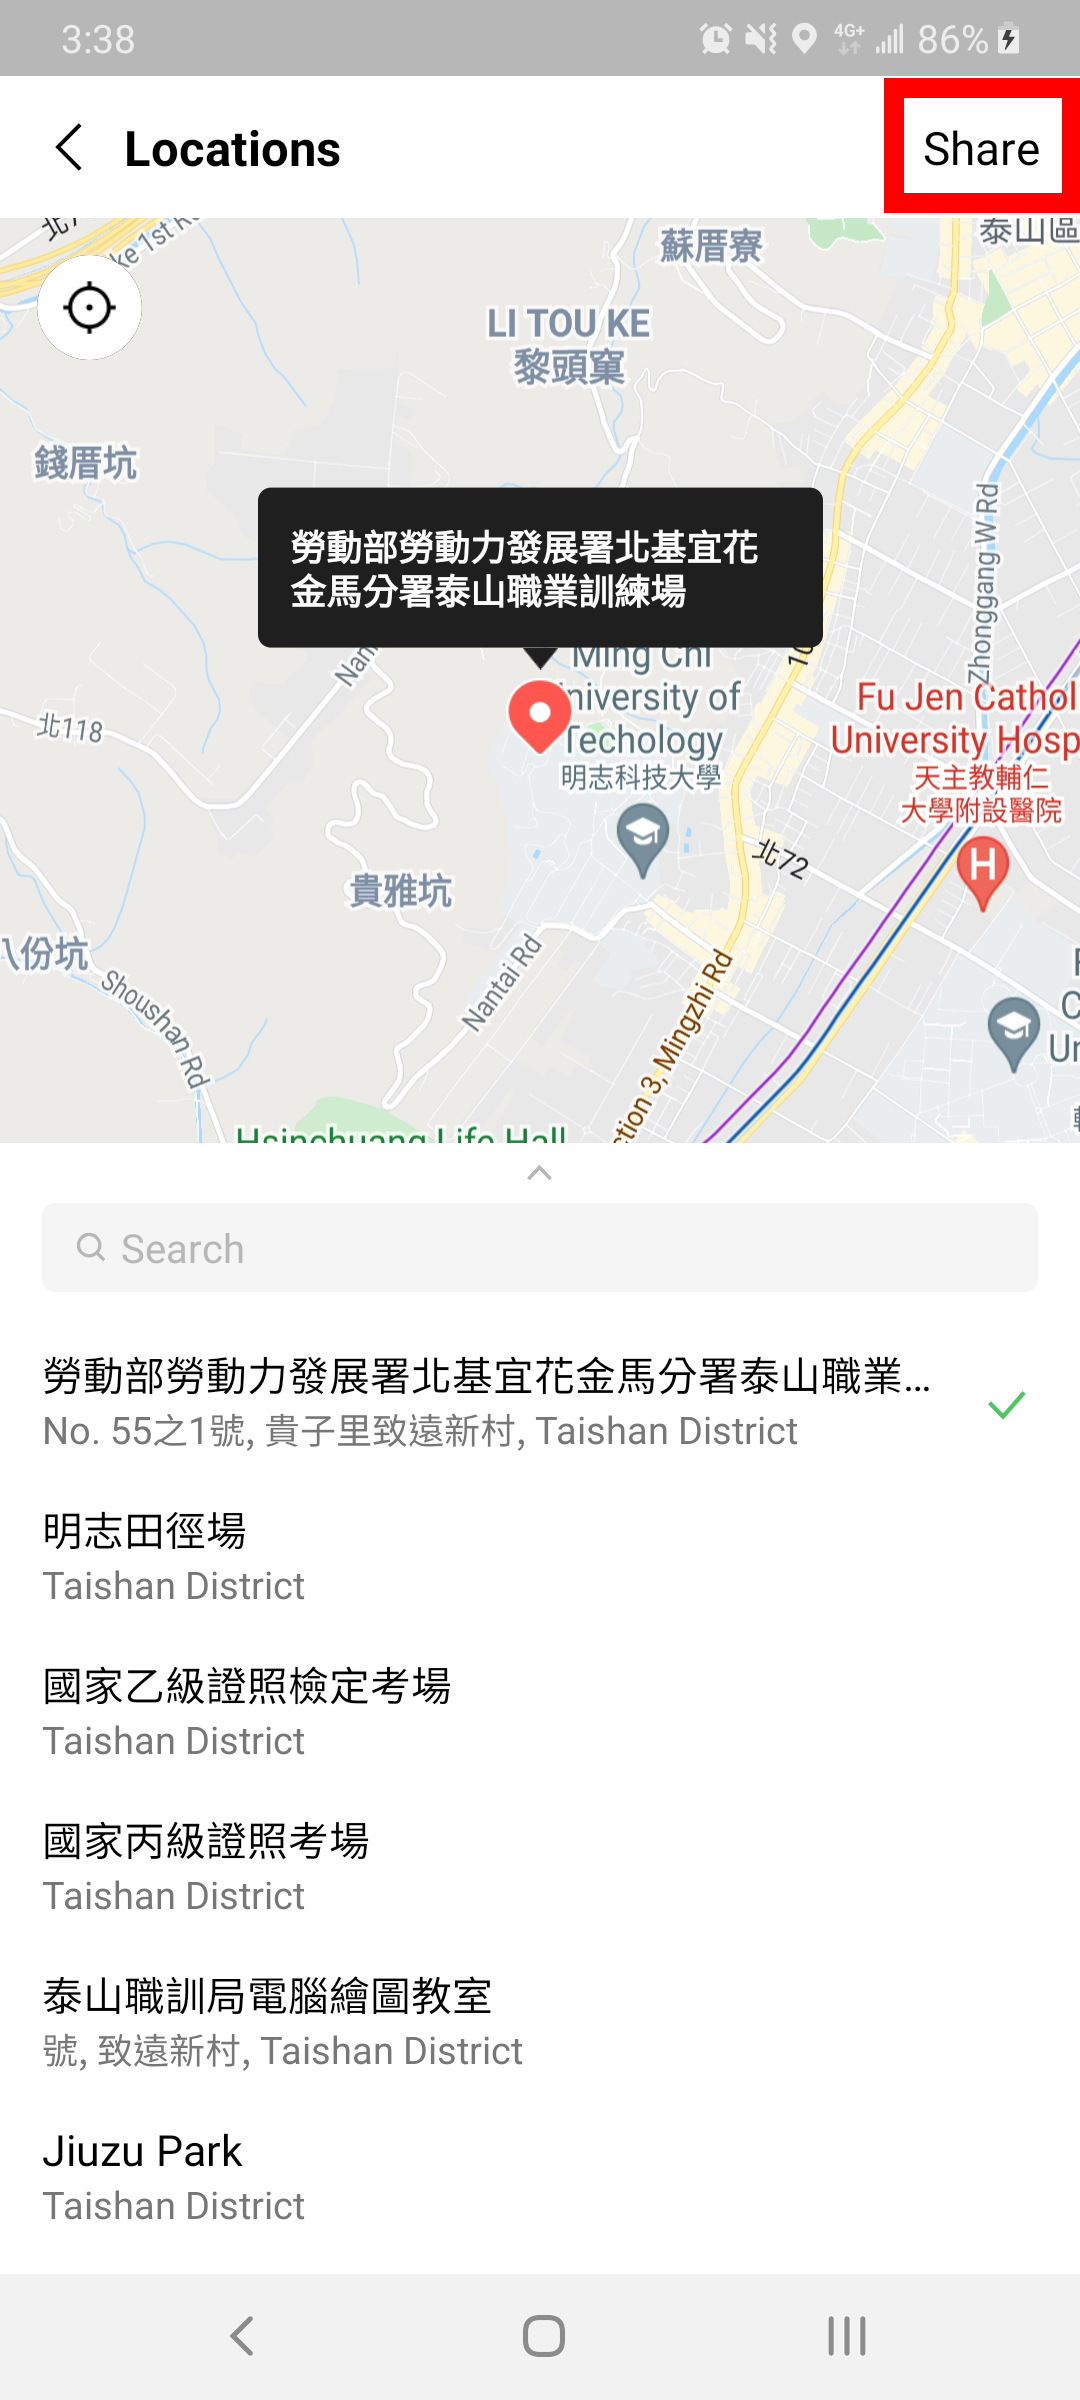 3:38
4G+
86%
Locations
Share
ke 1st
泰山區
蘇厝寮
LI TOU KE
黎頭窠
錢厝坑
Zhonggang W Rd
勞動部勞動力發展署北基宜花
金馬分署泰山職業訓練場
Ming Chi
University of
Techology
明志科技大學
Fu Jen Cathol
University Hosp
天主教輔仁
大學附設醫院
H
北118
北72
貴雅坑
八份坑
Nantai Rd
Shoushan Rd
ction 3, Mingzhi Rd
Hsinchuang Life Hall
Search
勞動部勞動力發展署北基宜花金馬分署泰山職業...
No. 55之1號, 貴子里致遠新村, Taishan District
明志田徑場
Taishan District
國家乙級證照檢定考場
Taishan District
國家丙級證照考場
Taishan District
泰山職訓局電腦繪圖教室
號, 致遠新村, Taishan District
Jiuzu Park
Taishan District